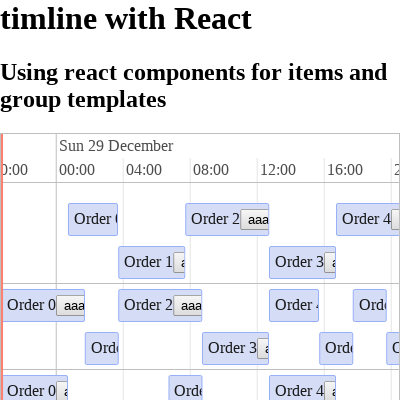 timline with React
Using react components for items and
group templates
Sun 29 December
0:00 00:00 04:00 08:00 12:00 16:00 2
Order Order 2 aaa Order 4
Order 1 a Order 3 a
Order 0 aaa Order 2 aaa Order Ord
Ord Order 3 a Ord
Order 0 a Ord Order 4 a